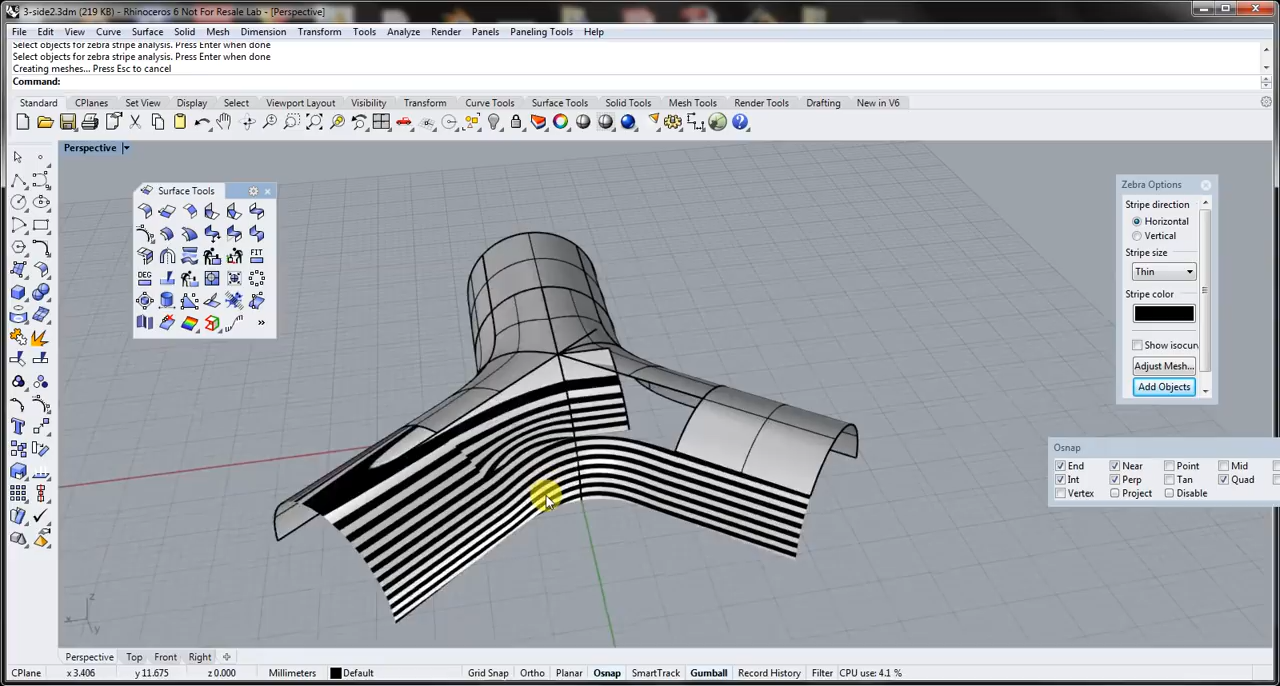 3-side2.3dm (219 KB) - Rhinoceros 6 Not For Resale Lab - [Perspective]
File Edit View Curve Surface Solid Mesh Dimension Transform Tools Analyze Render Panels Paneling Tools Help
Select objects for zebra stripe analysis. Press Enter when done
Select objects for zebra stripe analysis. Press Enter when done
Creating meshes... Press Esc to cancel
Command:
Standard CPlanes Set View Display Select Viewport Layout Visibility Transform Curve Tools Surface Tools Solid Tools Mesh Tools Render Tools Drafting New in V6
Perspective
Surface Tools
FIT
DEG
»
Zebra Options
Stripe direction
Horizontal
Vertical
Stripe size
Thin
Stripe color
Show isocur
Adjust Mesh...
Add Objects
Osnap
End Near Point Mid
Int Perp Tan Quad
Vertex Project Disable
z
x
y
Perspective Top Front Right
CPlane x 3.406 y 11.675 z 0.000 Millimeters Default Grid Snap Ortho Planar Osnap SmartTrack Gumball Record History Filter CPU use: 4.1 %